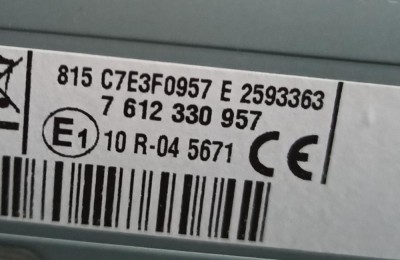 815 C7E3F0957 E 2593363
7 612 330 957
E1 10 R-04 5671 CE